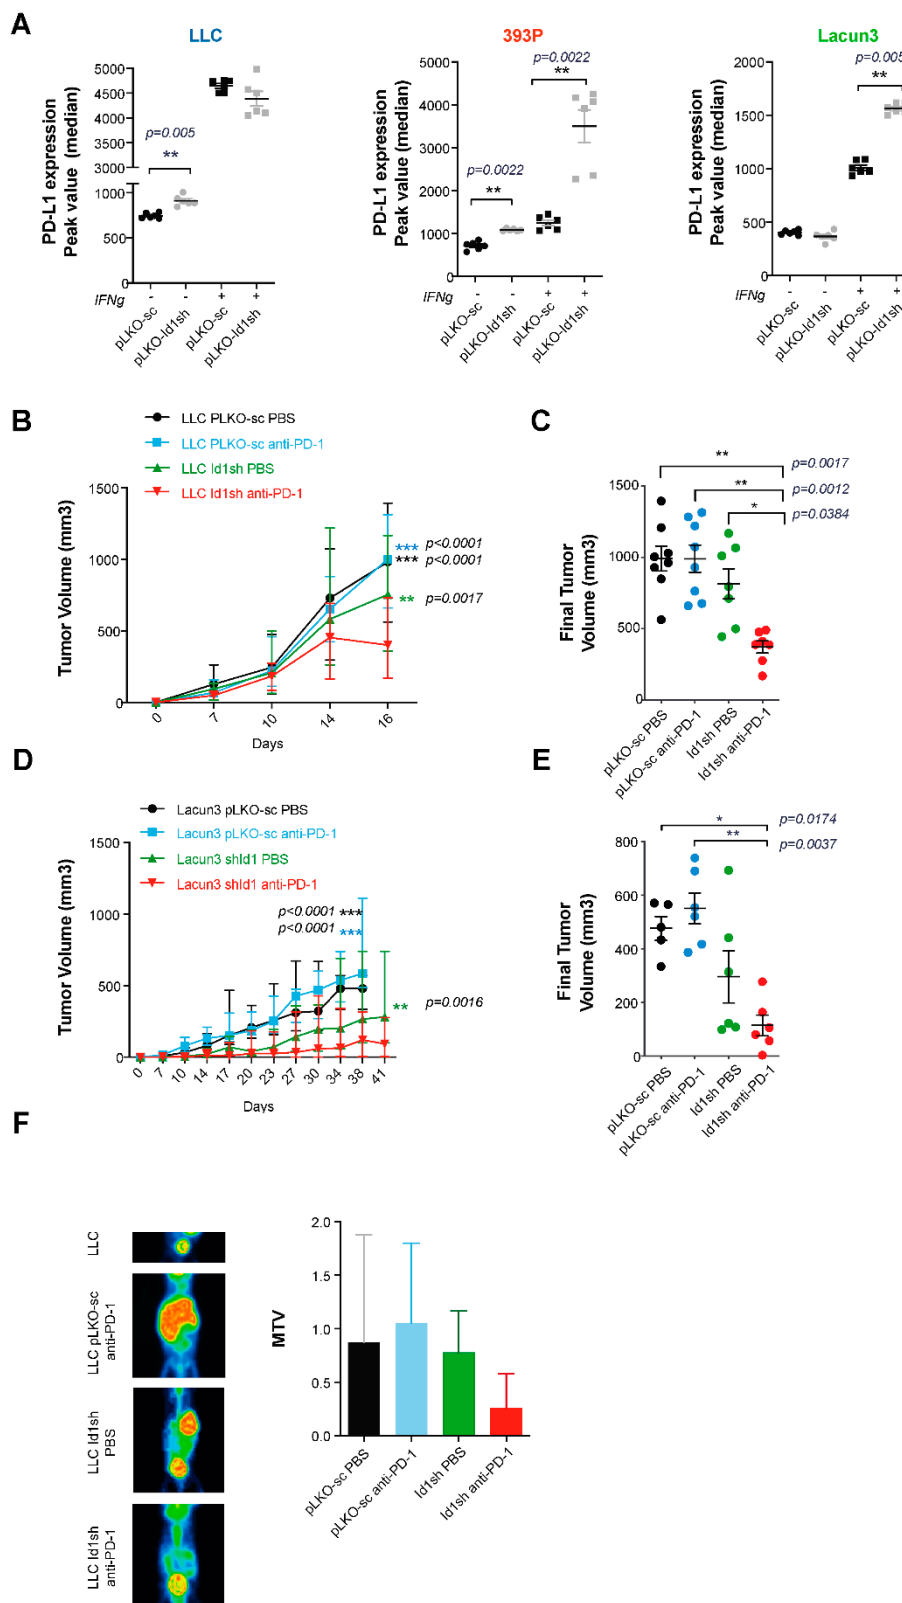 A
LLC
393P
Lacun3
PD-L1 expression
Peak value (median)
5000
4500
4000
3500
3000
1000
500
0
p=0.005
**
IFNg
-
-
+
+
pLKO-sc
pLKO-Id1sh
pLKO-sc
pLKO-Id1sh
PD-L1 expression
Peak value (median)
5000
4000
3000
2000
1000
0
p=0.0022
**
p=0.0022
**
IFNg
-
-
+
+
pLKO-sc
pLKO-Id1sh
pLKO-sc
pLKO-Id1sh
PD-L1 expression
Peak value (median)
2000
1500
1000
500
0
p=0.005
**
IFNg
-
-
+
+
pLKO-sc
pLKO-Id1sh
pLKO-sc
pLKO-Id1sh
B
LLC PLKO-sc PBS
LLC PLKO-sc anti-PD-1
LLC Id1sh PBS
LLC Id1sh anti-PD-1
Tumor Volume (mm3)
1500
1000
500
0
*** p<0.0001
*** p<0.0001
** p=0.0017
0
7
10
14
16
Days
C
** p=0.0017
** p=0.0012
* p=0.0384
Final Tumor
Volume (mm3)
1500
1000
500
0
pLKO-sc PBS
pLKO-sc anti-PD-1
Id1sh PBS
Id1sh anti-PD-1
D
Lacun3 pLKO-sc PBS
Lacun3 pLKO-sc anti-PD-1
Lacun3 shId1 PBS
Lacun3 shId1 anti-PD-1
Tumor Volume (mm3)
1500
1000
500
0
p<0.0001 ***
p<0.0001 ***
** p=0.0016
0
7
10
14
17
20
23
27
30
34
38
41
Days
E
* p=0.0174
** p=0.0037
Final Tumor
Volume (mm3)
800
600
400
200
0
pLKO-sc PBS
pLKO-sc anti-PD-1
Id1sh PBS
Id1sh anti-PD-1
F
LLC
LLC pLKO-sc
anti-PD-1
LLC Id1sh
PBS
LLC Id1sh
anti-PD-1
MTV
2.0
1.5
1.0
0.5
0.0
pLKO-sc PBS
pLKO-sc anti-PD-1
Id1sh PBS
Id1sh anti-PD-1